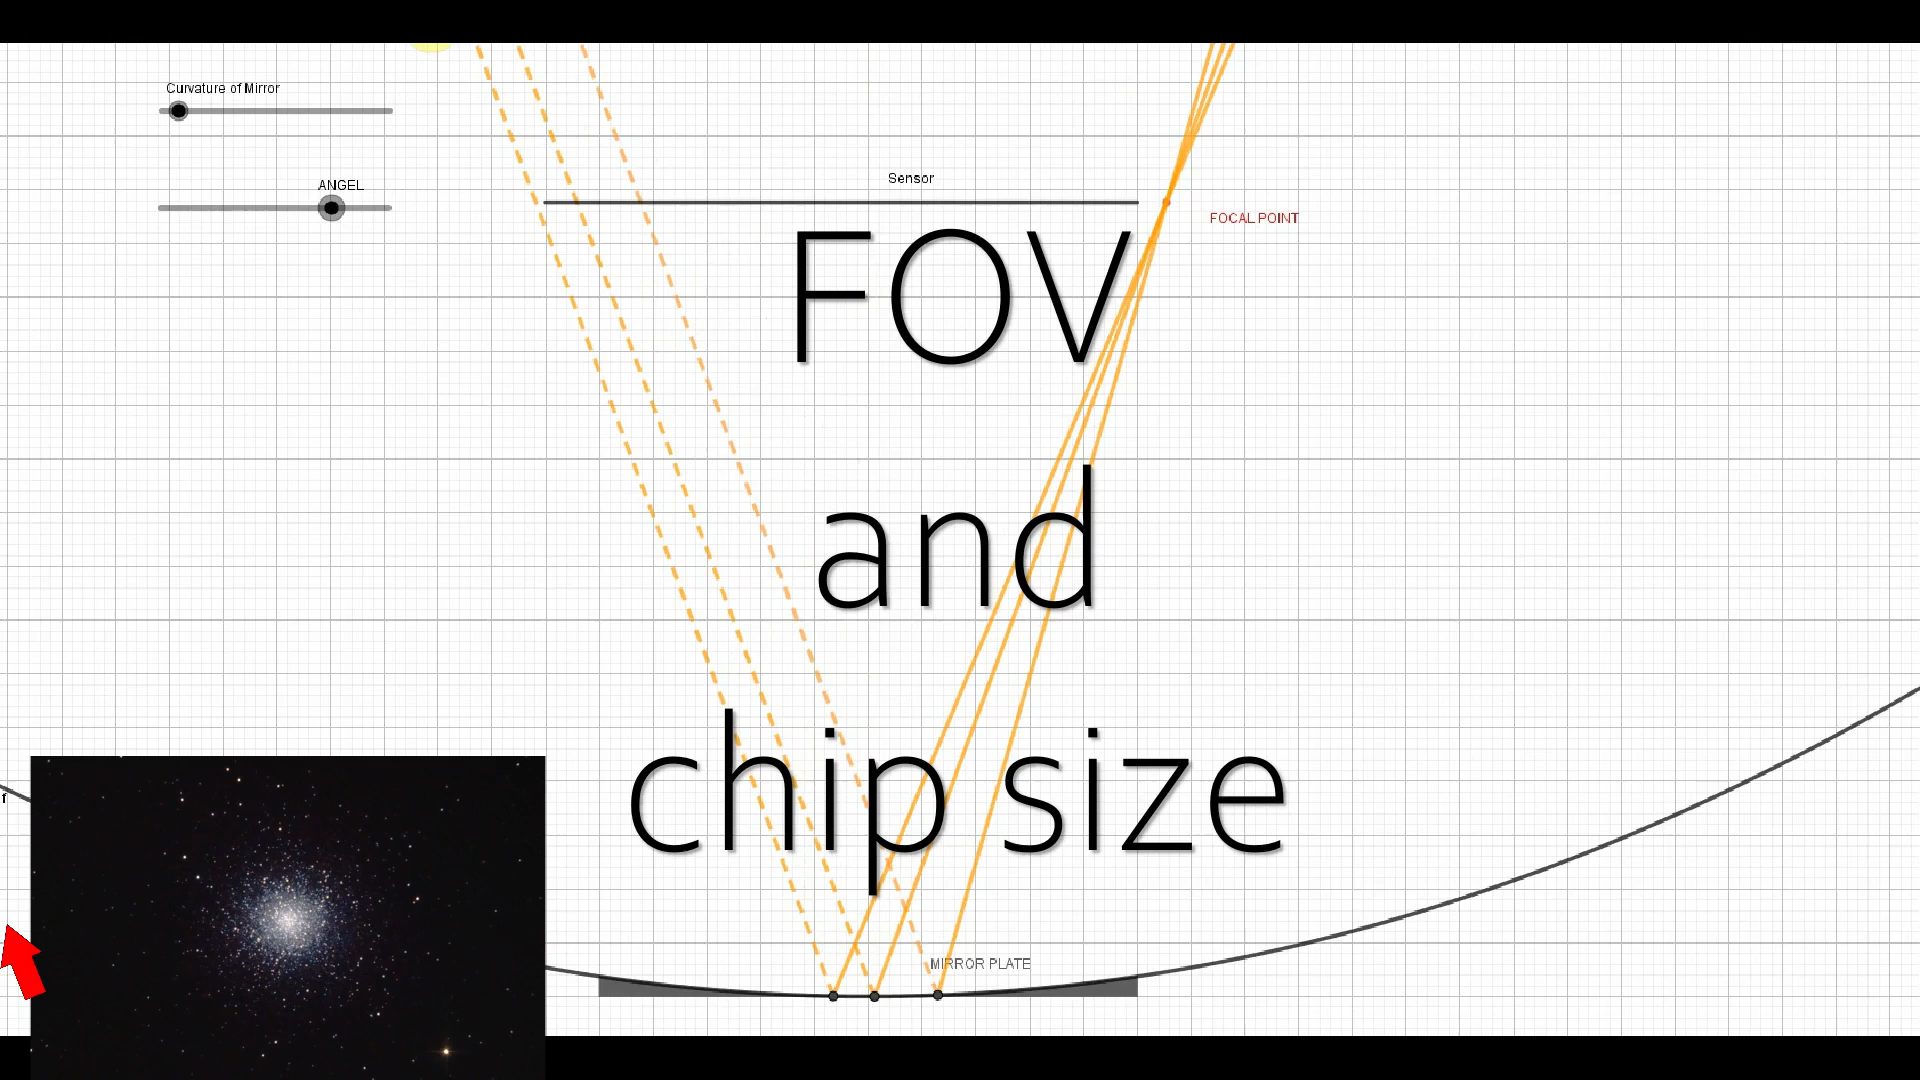 Curvature of Mirror
ANGEL
Sensor
FOCAL POINT
FOV
and
chip size
f
MIRROR PLATE